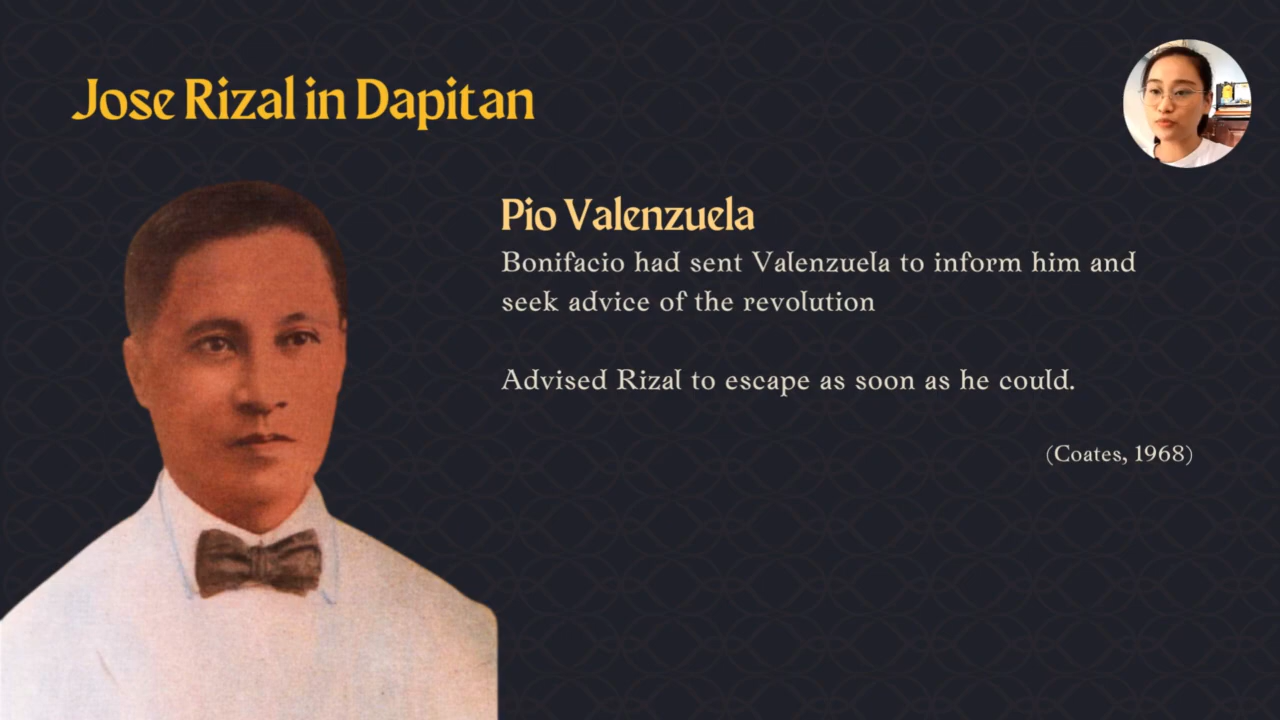 Jose Rizal in Dapitan
Pio Valenzuela
Bonifacio had sent Valenzuela to inform him and
seek advice of the revolution
Advised Rizal to escape as soon as he could.
(Coates, 1968)